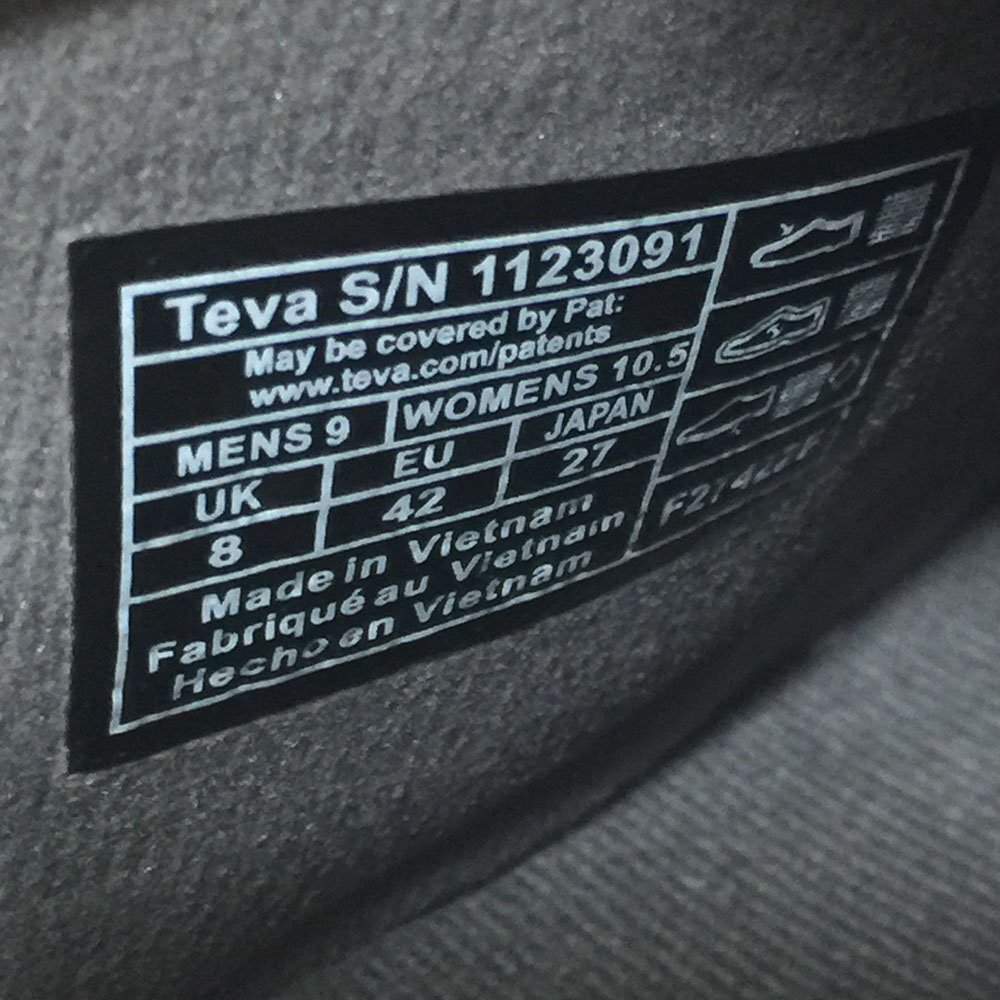 Teva S/N 1123091
May be covered by Pat:
www.teva.com/patents
MENS 9 WOMENS 10.5
UK EU JAPAN
8 42 27
Made in Vietnam
Fabriqué au Vietnam
Hecho en Vietnam